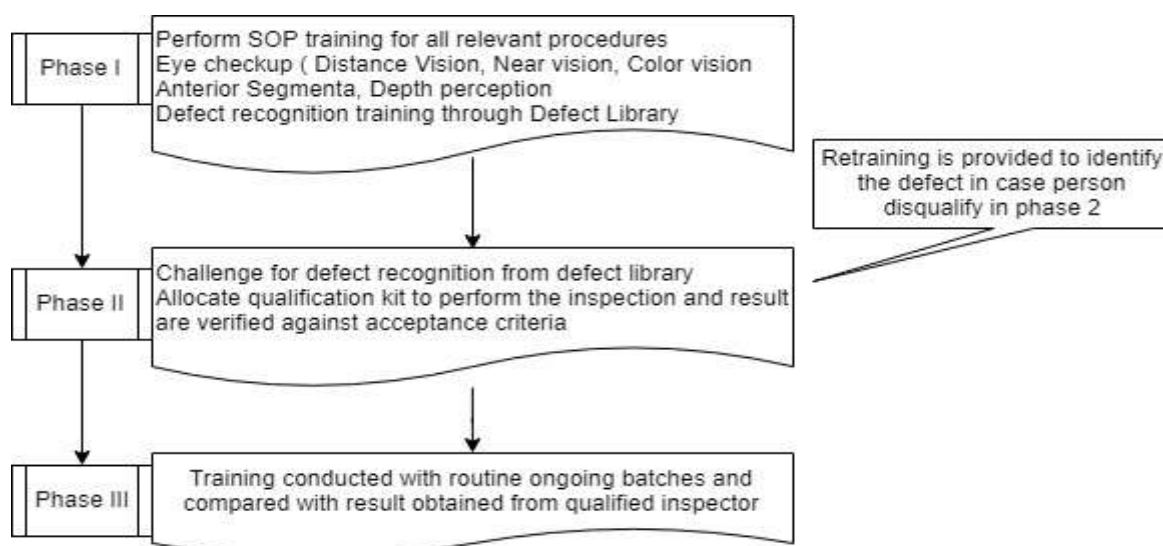 Phase I
Perform SOP training for all relevant procedures
Eye checkup ( Distance Vision, Near vision, Color vision
Anterior Segmenta, Depth perception
Defect recognition training through Defect Library
Retraining is provided to identify
the defect in case person
disqualify in phase 2
Phase II
Challenge for defect recognition from defect library
Allocate qualification kit to perform the inspection and result
are verified against acceptance criteria
Phase III
Training conducted with routine ongoing batches and
compared with result obtained from qualified inspector